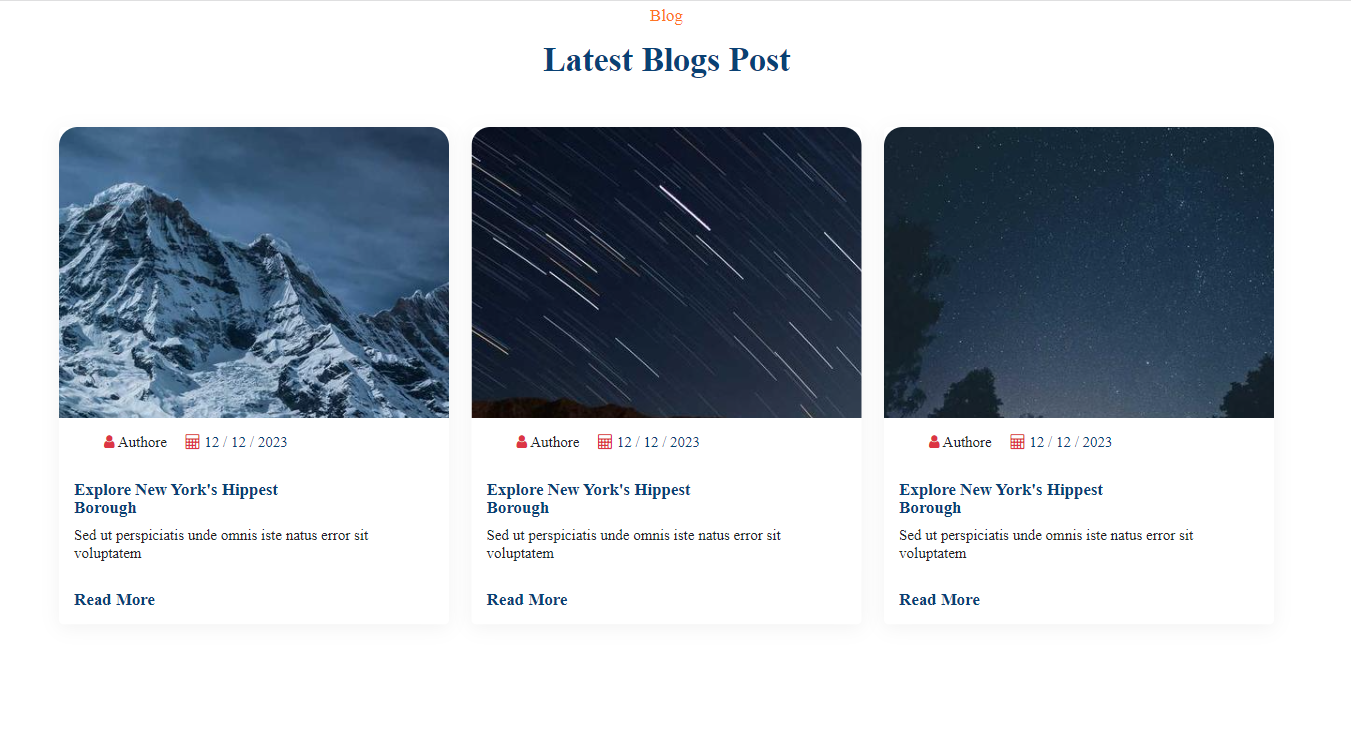 Blog
Latest Blogs Post
Authore 12 / 12 / 2023
Explore New York's Hippest
Borough
Sed ut perspiciatis unde omnis iste natus error sit
voluptatem
Read More
Authore 12 / 12 / 2023
Explore New York's Hippest
Borough
Sed ut perspiciatis unde omnis iste natus error sit
voluptatem
Read More
Authore 12 / 12 / 2023
Explore New York's Hippest
Borough
Sed ut perspiciatis unde omnis iste natus error sit
voluptatem
Read More